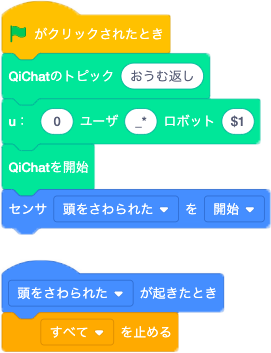 がクリックされたとき
QiChatのトピック おうむ返し
u： 0 ユーザ _* ロボット $1
QiChatを開始
センサ 頭をさわられた を 開始
頭をさわられた が起きたとき
すべて を止める